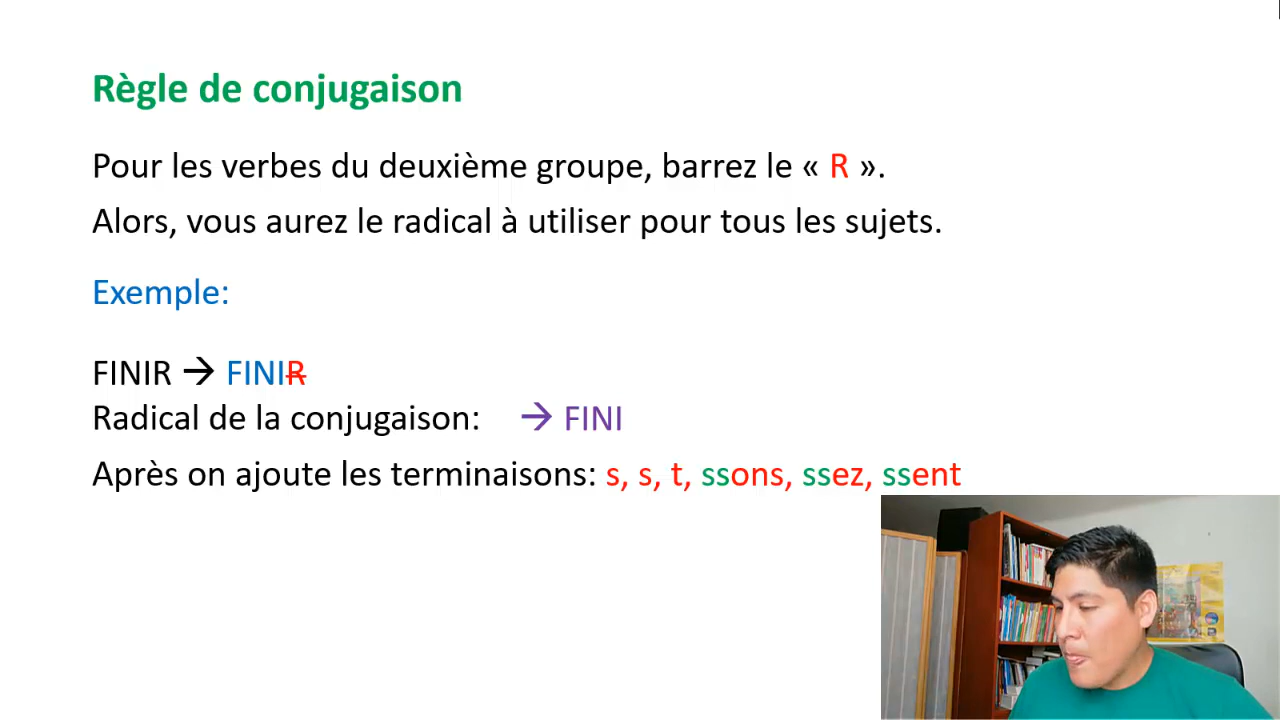 Règle de conjugaison
Pour les verbes du deuxième groupe, barrez le « R ».
Alors, vous aurez le radical à utiliser pour tous les sujets.
Exemple:
FINIR → FINIR
Radical de la conjugaison: → FINI
Après on ajoute les terminaisons: s, s, t, ssons, ssez, ssent